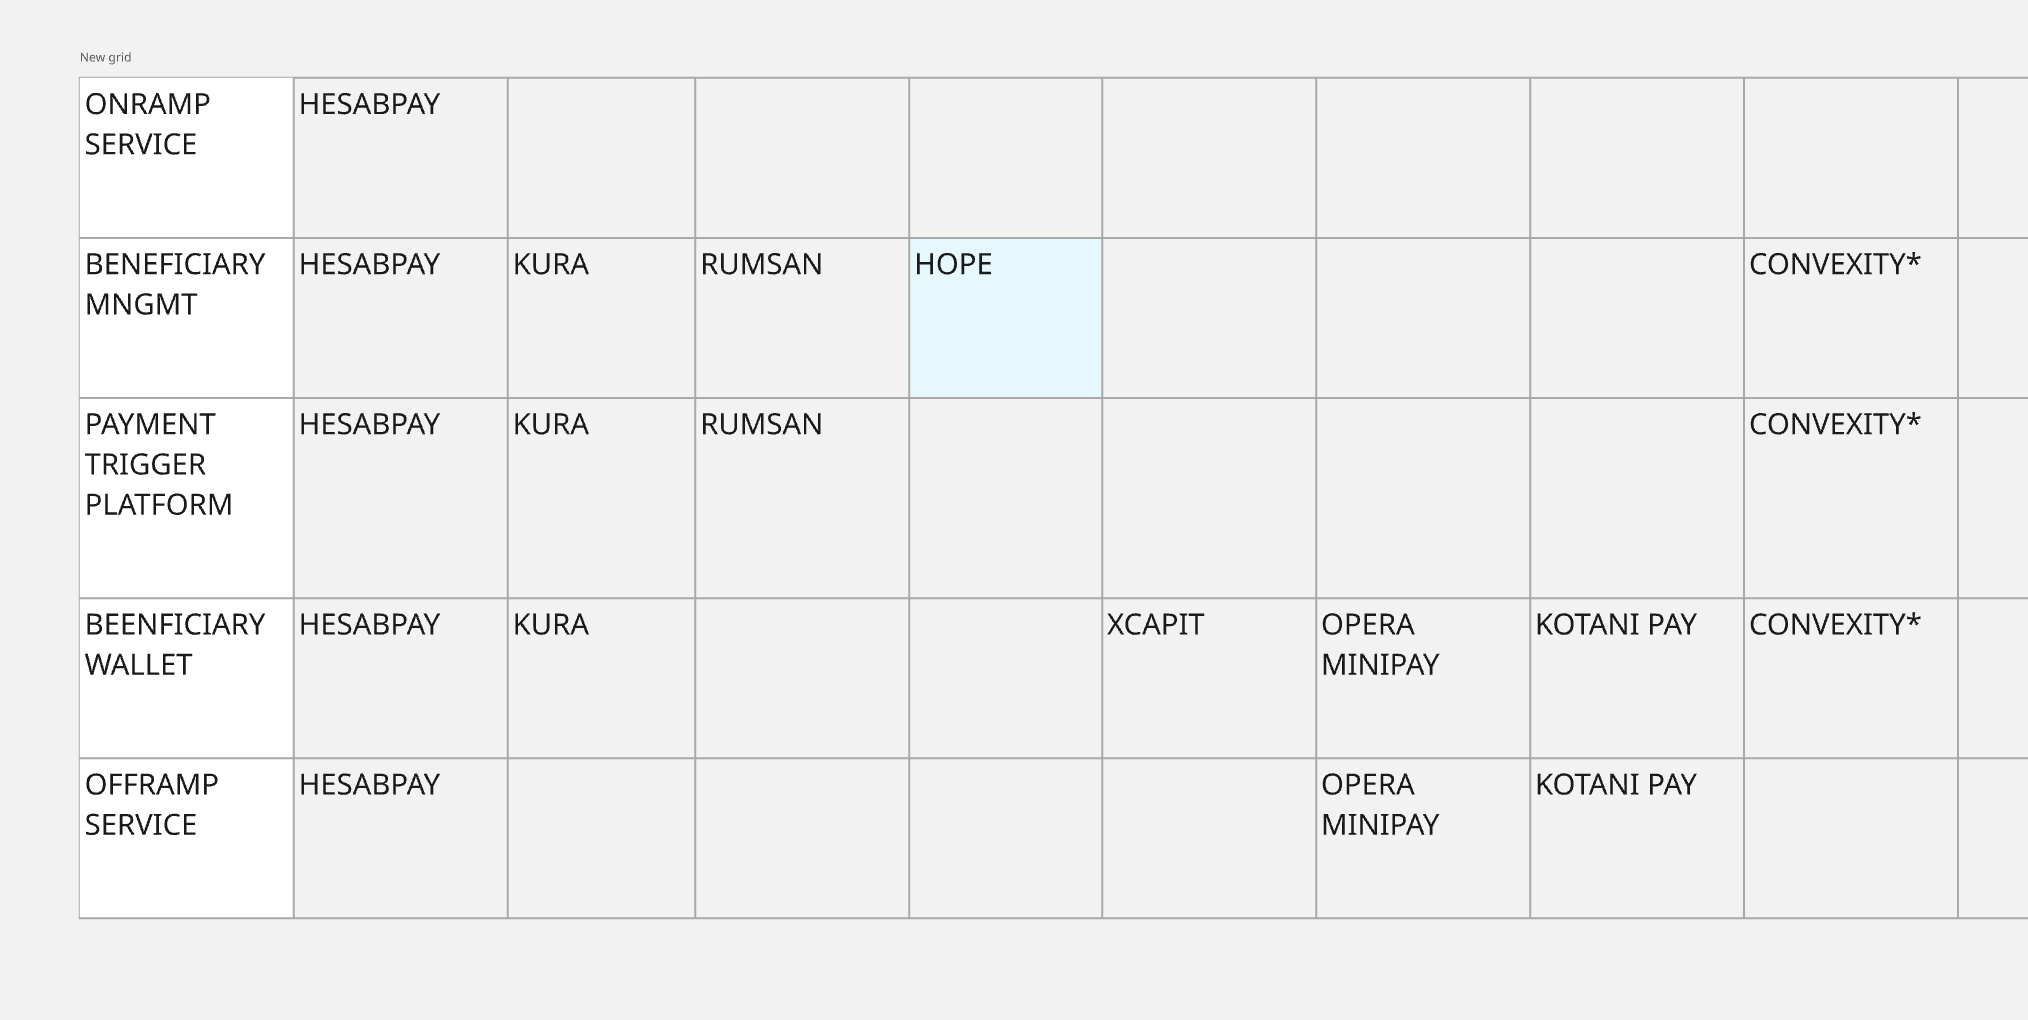 New grid
ONRAMP
SERVICE
HESABPAY
BENEFICIARY
MNGMT
HESABPAY
KURA
RUMSAN
HOPE
CONVEXITY*
PAYMENT
TRIGGER
PLATFORM
HESABPAY
KURA
RUMSAN
CONVEXITY*
BEENFICIARY
WALLET
HESABPAY
KURA
XCAPIT
OPERA
MINIPAY
KOTANI PAY
CONVEXITY*
OFFRAMP
SERVICE
HESABPAY
OPERA
MINIPAY
KOTANI PAY